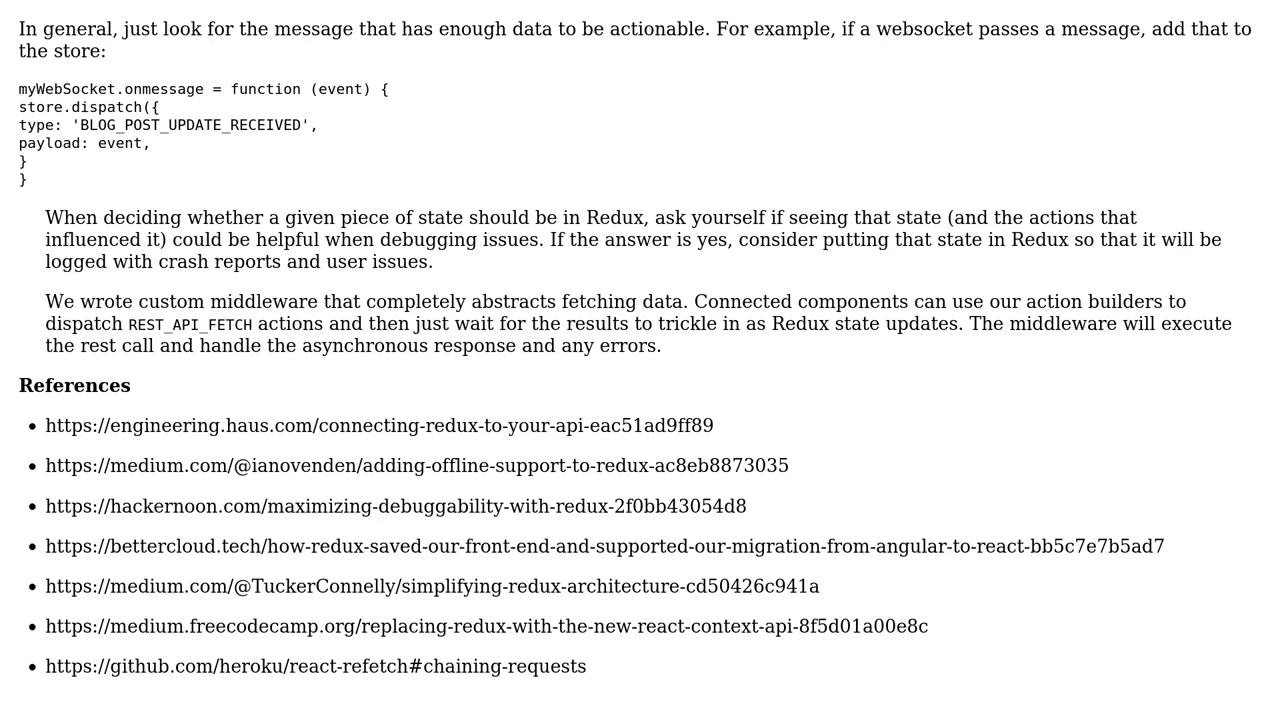 In general, just look for the message that has enough data to be actionable. For example, if a websocket passes a message, add that to
the store:
myWebSocket.onmessage = function (event) {
store.dispatch({
type: 'BLOG_POST_UPDATE_RECEIVED',
payload: event,
}
}
When deciding whether a given piece of state should be in Redux, ask yourself if seeing that state (and the actions that
influenced it) could be helpful when debugging issues. If the answer is yes, consider putting that state in Redux so that it will be
logged with crash reports and user issues.
We wrote custom middleware that completely abstracts fetching data. Connected components can use our action builders to
dispatch REST_API_FETCH actions and then just wait for the results to trickle in as Redux state updates. The middleware will execute
the rest call and handle the asynchronous response and any errors.
References
• https://engineering.haus.com/connecting-redux-to-your-api-eac51ad9ff89
• https://medium.com/@ianovenden/adding-offline-support-to-redux-ac8eb8873035
• https://hackernoon.com/maximizing-debuggability-with-redux-2f0bb43054d8
• https://bettercloud.tech/how-redux-saved-our-front-end-and-supported-our-migration-from-angular-to-react-bb5c7e7b5ad7
• https://medium.com/@TuckerConnelly/simplifying-redux-architecture-cd50426c941a
• https://medium.freecodecamp.org/replacing-redux-with-the-new-react-context-api-8f5d01a00e8c
• https://github.com/heroku/react-refetch#chaining-requests